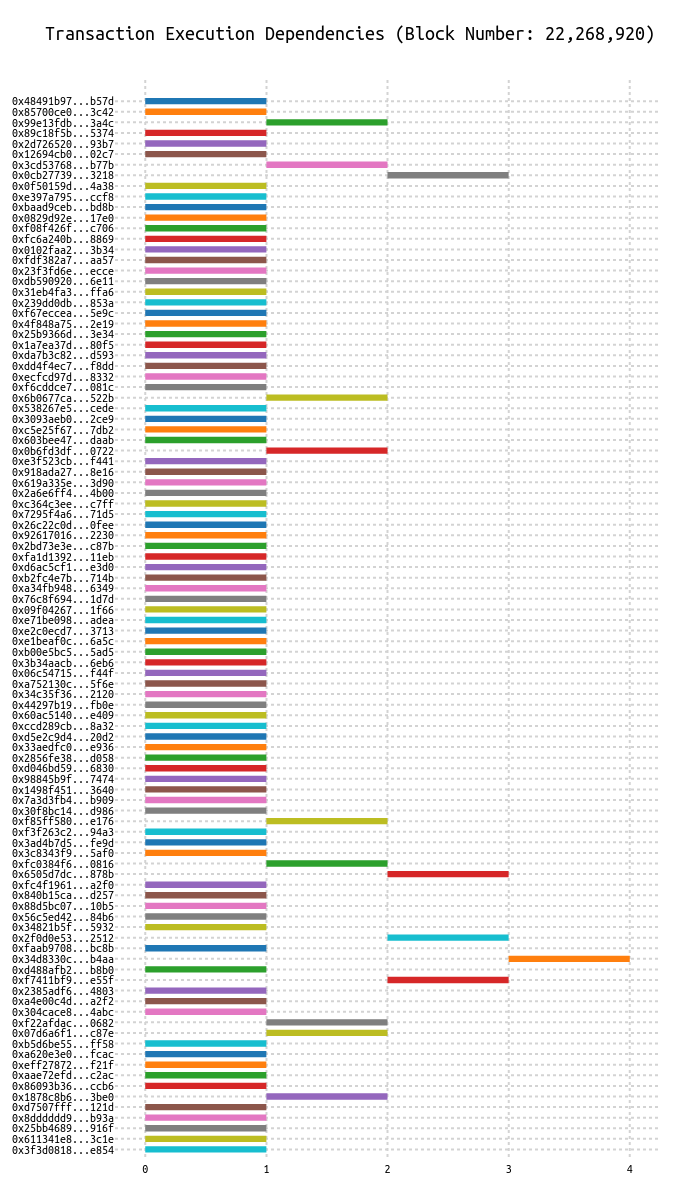 Transaction Execution Dependencies (Block Number: 22,268,920)
0x48491b97...b57d
0x85700ce0...3c42
0x99e13fdb...3a4c
0x89c18f5b...5374
0x2d726520...93b7
0x12694cb0...02c7
0x3cd53768...b77b
0x0cb27739...3218
0x0f50159d...4a38
0xe397a795...ccf8
0xbaad9ceb...bd8b
0x0829d92e...17e0
0xf08f426f...c706
0xfc6a240b...8869
0x0102faa2...3b34
0xfdf382a7...aa57
0x23f3fd6e...ecce
0xdb590920...6e11
0x31eb4fa3...ffa6
0x239dd0db...853a
0xf67eccea...5e9c
0x4f848a75...2e19
0x25b9366d...3e34
0x1a7ea37d...80f5
0xda7b3c82...d593
0xdd4f4ec7...f8dd
0xecfcd97d...8332
0xf6cddce7...081c
0x6b0677ca...522b
0x538267e5...cede
0x3093aeb0...2ce9
0xc5e25f67...7db2
0x603bee47...daab
0x0b6fd3df...0722
0xe3f523cb...f441
0x918ada27...8e16
0x619a335e...3d90
0x2a6e6ff4...4b00
0xc364c3ee...c7ff
0x7295f4a6...71d5
0x26c22c0d...0fee
0x92617016...2230
0x2bd73e3e...c87b
0xfa1d1392...11eb
0xd6ac5cf1...e3d0
0xb2fc4e7b...714b
0xa34fb948...6349
0x76c8f694...1d7d
0x09f04267...1f66
0xe71be098...adea
0xe2c0ecd7...3713
0xe1beaf0c...6a5c
0xb00e5bc5...5ad5
0x3b34aacb...6eb6
0x06c54715...f44f
0xa752130c...5f6e
0x34c35f36...2120
0x44297b19...fb0e
0x60ac5140...e409
0xccd289cb...8a32
0xd5e2c9d4...20d2
0x33aedfc0...e936
0x2856fe38...d058
0xd046bd59...6830
0x98845b9f...7474
0x1498f451...3640
0x7a3d3fb4...b909
0x30f8bc14...d986
0xf85ff580...e176
0xf3f263c2...94a3
0x3ad4b7d5...fe9d
0x3c8343f9...5af0
0xfc0384f6...0816
0x6505d7dc...878b
0xfc4f1961...a2f0
0x840b15ca...d257
0x88d5bc07...10b5
0x56c5ed42...84b6
0x34821b5f...5932
0x2f0d0e53...2512
0xfaab9708...bc8b
0x34d8330c...b4aa
0xd488afb2...b8b0
0xf7411bf9...e55f
0x2385adf6...4803
0xa4e00c4d...a2f2
0x304cace8...4abc
0xf22afdac...0682
0x07d6a6f1...c87e
0xb5d6be55...ff58
0xa620e3e0...fcac
0xeff27872...f21f
0xaae72efd...c2ac
0x86093b36...ccb6
0x1878c8b6...3be0
0xd7507fff...121d
0x8dddddd9...b93a
0x25bb4689...916f
0x611341e8...3c1e
0x3f3d0818...e854
0 1 2 3 4